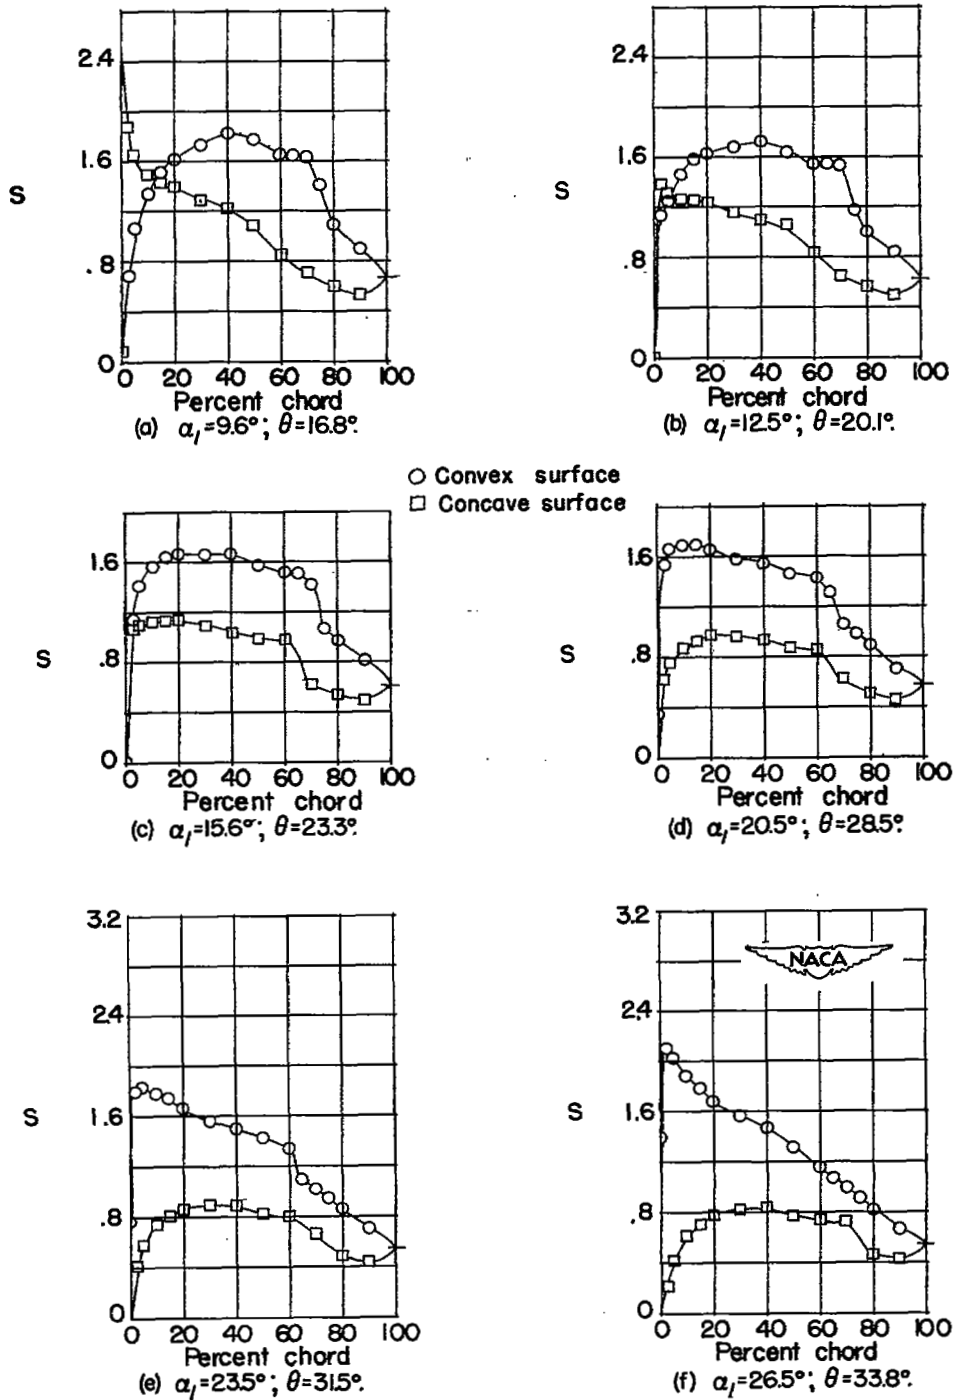 2.4
1.6
S
.8
0
0 20 40 60 80 100
Percent chord
(a) α₁=9.6°; θ=16.8°.
2.4
1.6
S
.8
0
0 20 40 60 80 100
Percent chord
(b) α₁=12.5°; θ=20.1°.
Convex surface
Concave surface
1.6
S
.8
0
0 20 40 60 80 100
Percent chord
(c) α₁=15.6°; θ=23.3°.
1.6
S
.8
0
0 20 40 60 80 100
Percent chord
(d) α₁=20.5°; θ=28.5°.
3.2
2.4
1.6
S
.8
0
0 20 40 60 80 100
Percent chord
(e) α₁=23.5°; θ=31.5°.
3.2
NACA
2.4
1.6
S
.8
0
0 20 40 60 80 100
Percent chord
(f) α₁=26.5°; θ=33.8°.